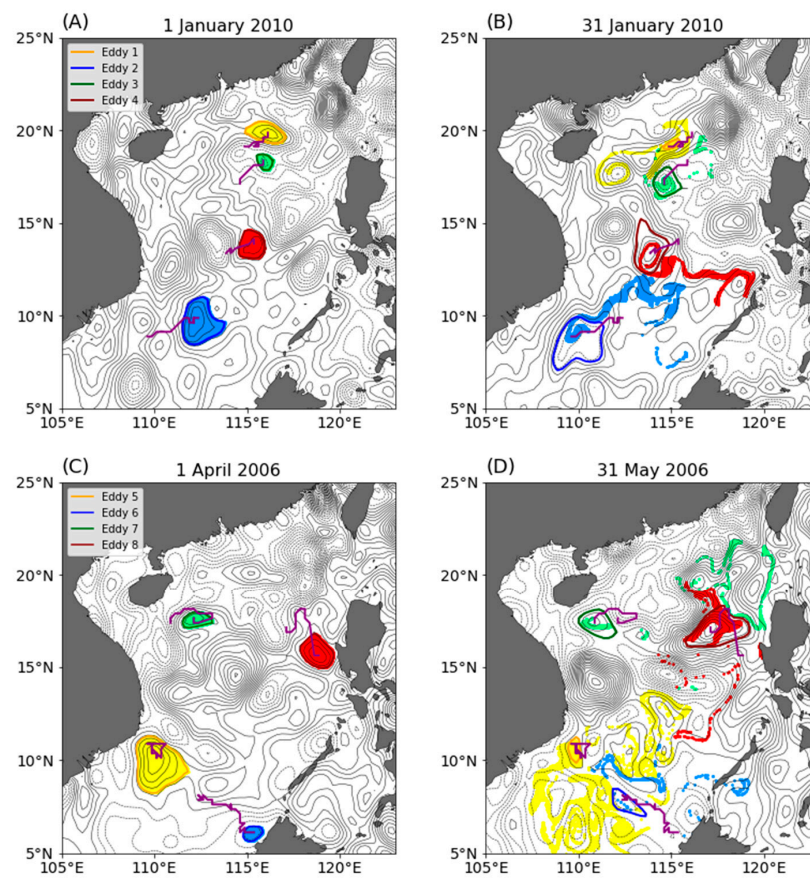 (A)
1 January 2010
(B)
31 January 2010
25°N
20°N
15°N
10°N
5°N
Eddy 1
Eddy 2
Eddy 3
Eddy 4
105°E
110°E
115°E
120°E
25°N
20°N
15°N
10°N
5°N
105°E
110°E
115°E
120°E
(C)
1 April 2006
(D)
31 May 2006
25°N
20°N
15°N
10°N
5°N
Eddy 5
Eddy 6
Eddy 7
Eddy 8
105°E
110°E
115°E
120°E
25°N
20°N
15°N
10°N
5°N
105°E
110°E
115°E
120°E